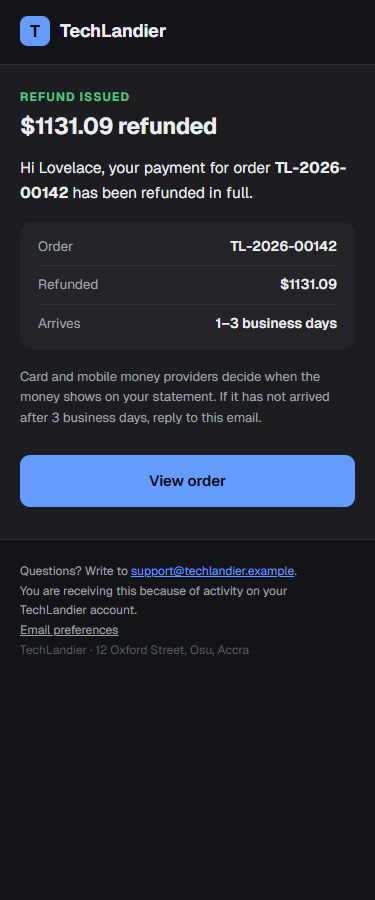 T TechLandier
REFUND ISSUED
$1131.09 refunded
Hi Lovelace, your payment for order TL-2026-
00142 has been refunded in full.
Order TL-2026-00142
Refunded $1131.09
Arrives 1–3 business days
Card and mobile money providers decide when the
money shows on your statement. If it has not arrived
after 3 business days, reply to this email.
View order
Questions? Write to support@techlandier.example.
You are receiving this because of activity on your
TechLandier account.
Email preferences
TechLandier · 12 Oxford Street, Osu, Accra